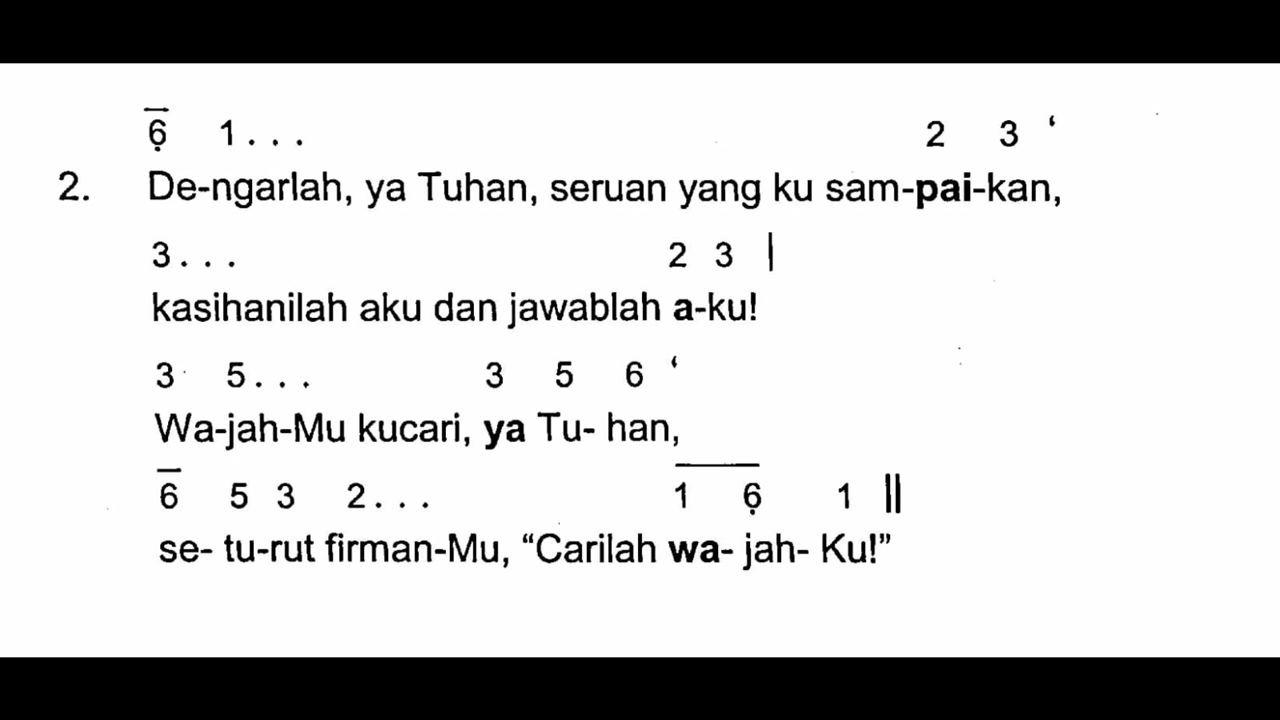 6̣ 1 . . . 2 3 ‘
2. De-ngarlah, ya Tuhan, seruan yang ku sam-pai-kan,
3 . . . 2 3 |
kasihanilah aku dan jawablah a-ku!
3 5 . . . 3 5 6 ‘
Wa-jah-Mu kucari, ya Tu- han,
6 5 3 2 . . . 1 6̣ 1 ||
se- tu-rut firman-Mu, “Carilah wa- jah- Ku!”